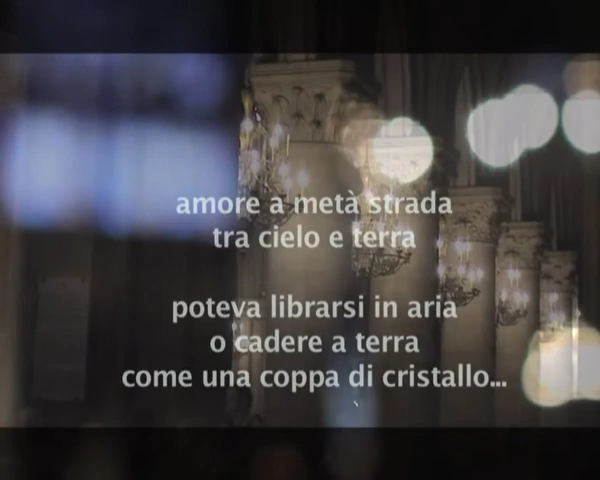 amore a metà strada
tra cielo e terra
poteva librarsi in aria
o cadere a terra
come una coppa di cristallo...